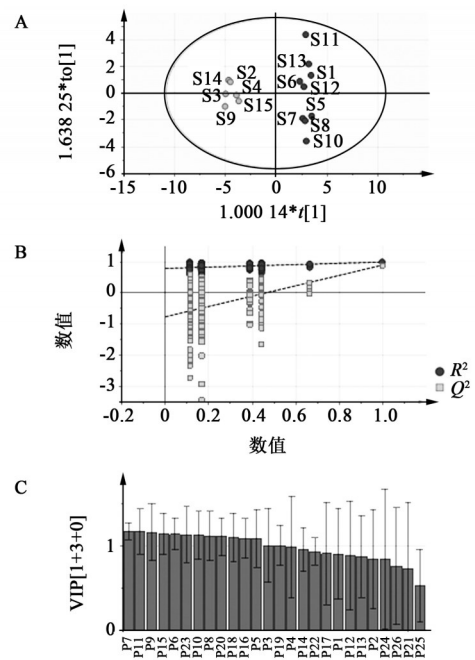 A
6
4
2
0
-2
-4
-6
S11
S13
S1
S6
S12
S14
S2
S3
S4
S15
S9
S5
S7
S8
S10
-15
-10
-5
0
5
10
15
1.638 25*to[1]
1.000 14*t[1]
B
1
0
-1
-2
-3
数值
-0.2
0
0.2
0.4
0.6
0.8
1.0
1.2
数值
R²
Q²
C
VIP[1+3+0]
1
0
P7
P11
P9
P15
P6
P23
P10
P8
P20
P18
P16
P5
P3
P19
P4
P14
P22
P17
P1
P12
P13
P2
P24
P26
P21
P25